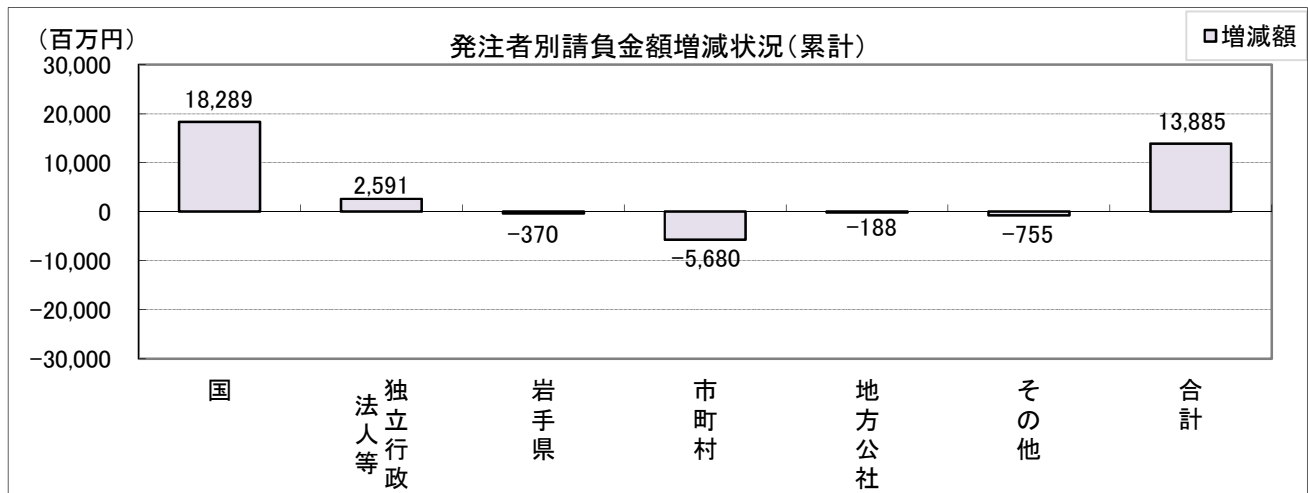 (百万円)
発注者別請負金額増減状況(累計)
増減額
30,000
20,000
10,000
0
-10,000
-20,000
-30,000
18,289
2,591
-370
-5,680
-188
-755
13,885
国
独立行政
法人等
岩手県
市町村
地方公社
その他
合計